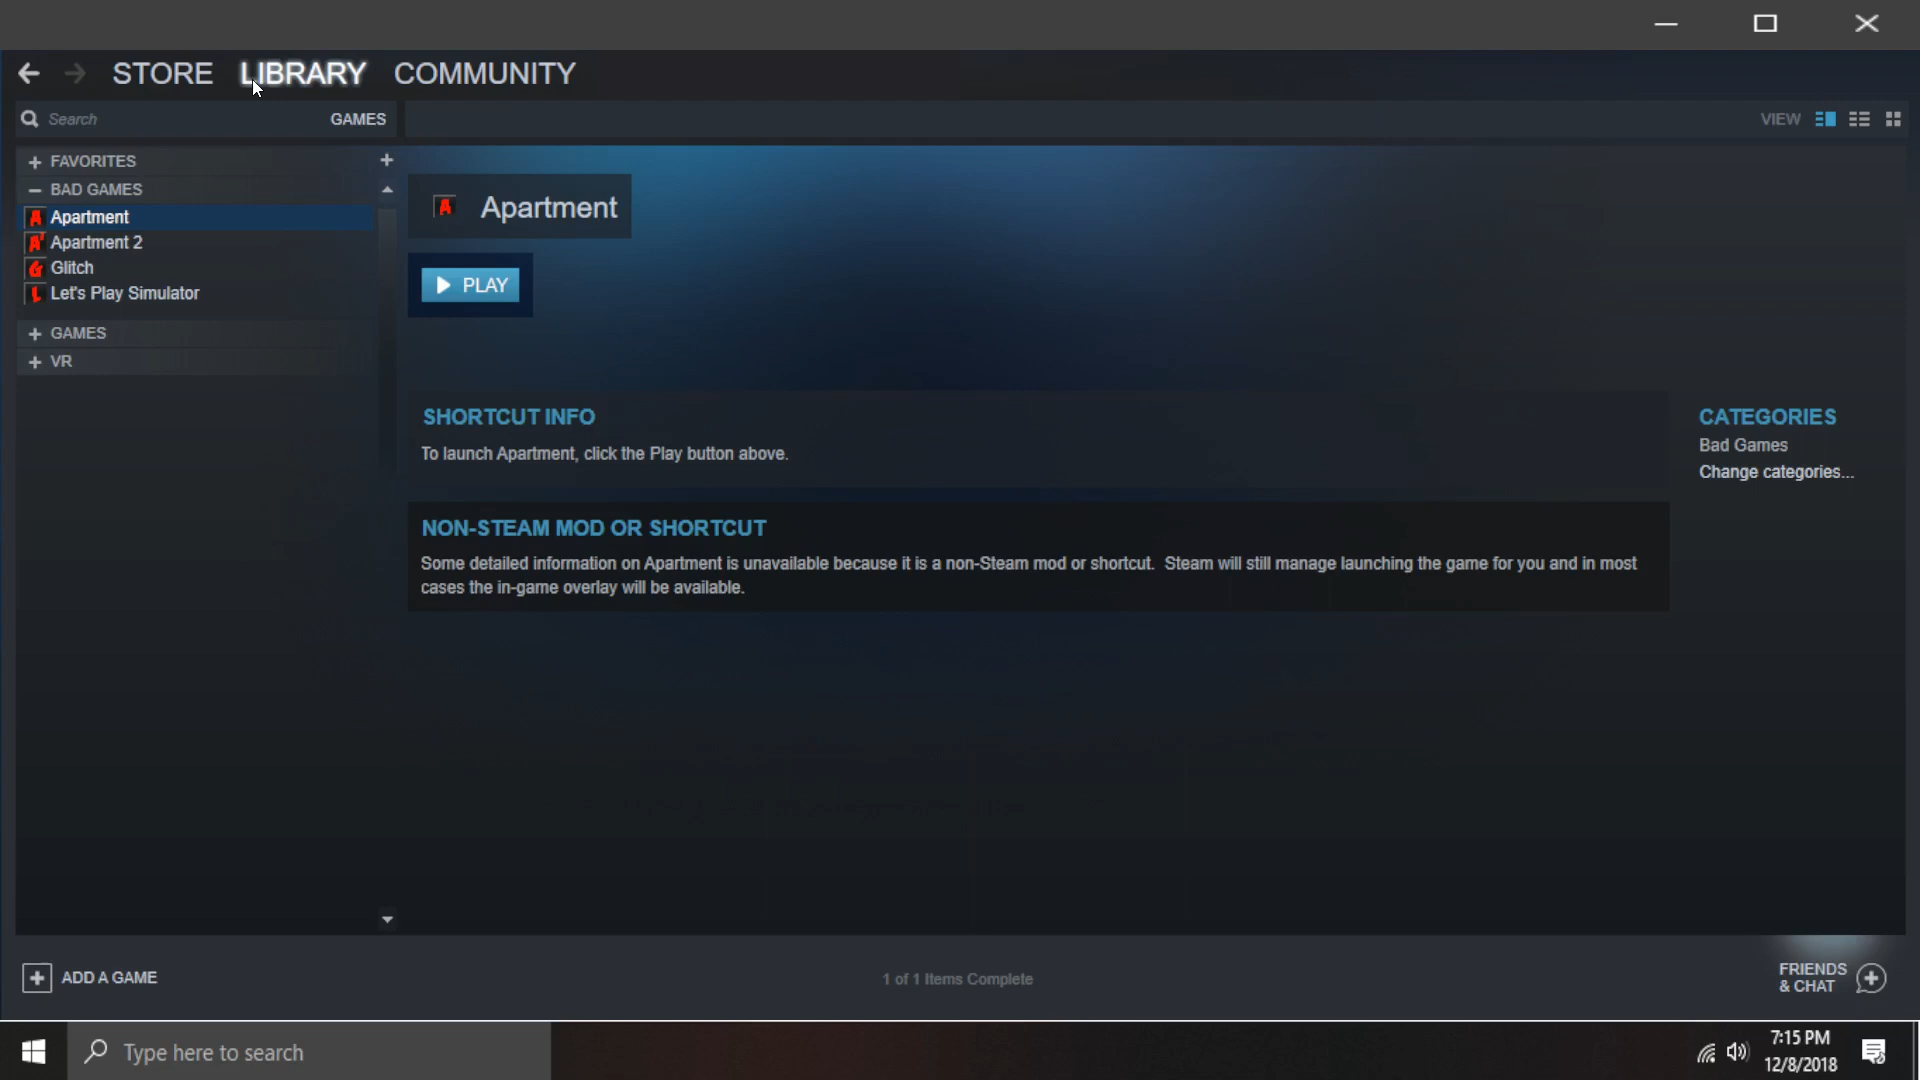 STORE LIBRARY COMMUNITY
Search GAMES VIEW
+ FAVORITES +
− BAD GAMES
Apartment
Apartment 2
Glitch
Let's Play Simulator
+ GAMES
+ VR
A Apartment
PLAY
SHORTCUT INFO
To launch Apartment, click the Play button above.
CATEGORIES
Bad Games
Change categories...
NON-STEAM MOD OR SHORTCUT
Some detailed information on Apartment is unavailable because it is a non-Steam mod or shortcut. Steam will still manage launching the game for you and in most
cases the in-game overlay will be available.
+ ADD A GAME
1 of 1 Items Complete
FRIENDS
& CHAT
Type here to search
7:15 PM
12/8/2018